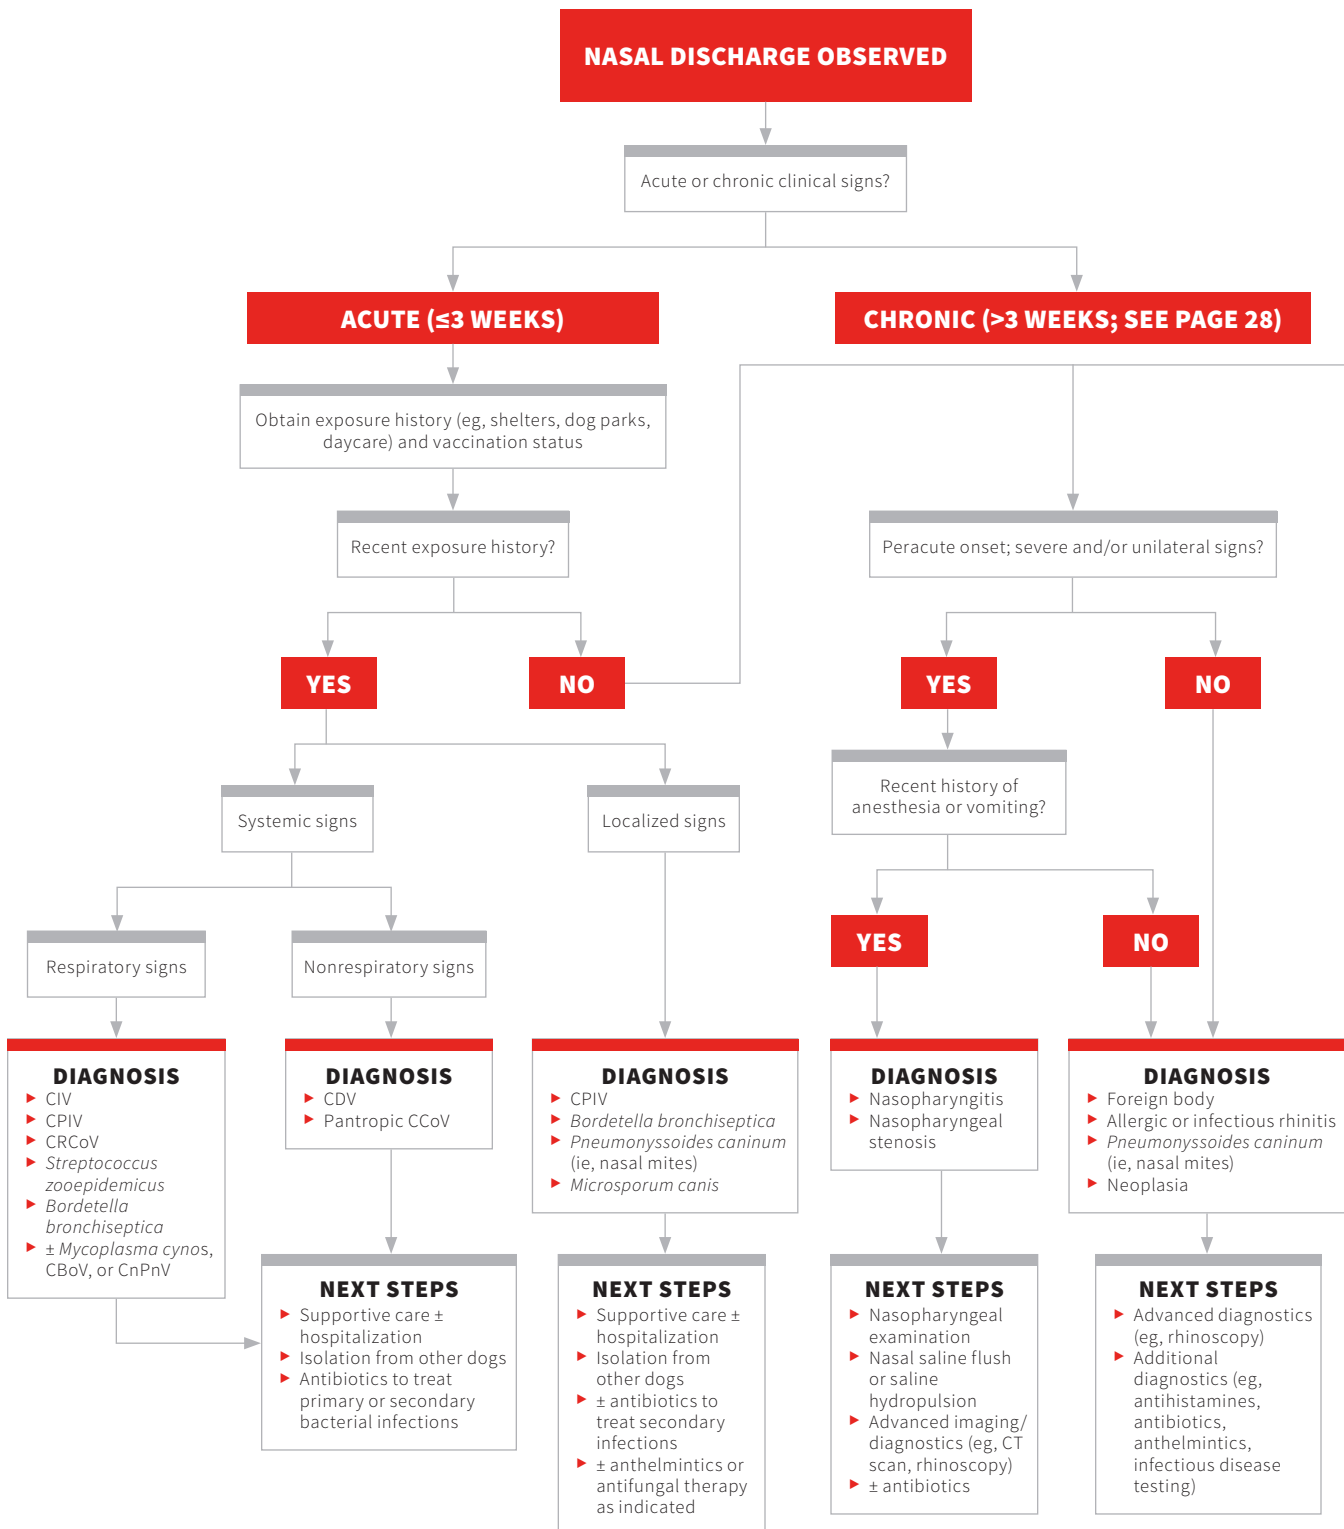 NASAL DISCHARGE OBSERVED
Acute or chronic clinical signs?
ACUTE (≤3 WEEKS)
CHRONIC (>3 WEEKS; SEE PAGE 28)
Obtain exposure history (eg, shelters, dog parks,
daycare) and vaccination status
Recent exposure history?
Peracute onset; severe and/or unilateral signs?
YES
NO
YES
NO
Recent history of
anesthesia or vomiting?
Systemic signs
Localized signs
YES
NO
Respiratory signs
Nonrespiratory signs
DIAGNOSIS
▶ CIV
▶ CPIV
▶ CRCoV
▶ Streptococcus
zooepidemicus
▶ Bordetella
bronchiseptica
▶ ± Mycoplasma cynos,
CBoV, or CnPnV
DIAGNOSIS
▶ CDV
▶ Pantropic CCoV
DIAGNOSIS
▶ CPIV
▶ Bordetella bronchiseptica
▶ Pneumonyssoides caninum
(ie, nasal mites)
▶ Microsporum canis
DIAGNOSIS
▶ Nasopharyngitis
▶ Nasopharyngeal
stenosis
DIAGNOSIS
▶ Foreign body
▶ Allergic or infectious rhinitis
▶ Pneumonyssoides caninum
(ie, nasal mites)
▶ Neoplasia
NEXT STEPS
▶ Supportive care ±
hospitalization
▶ Isolation from other dogs
▶ Antibiotics to treat
primary or secondary
bacterial infections
NEXT STEPS
▶ Supportive care ±
hospitalization
▶ Isolation from
other dogs
▶ ± antibiotics to
treat secondary
infections
▶ ± anthelmintics or
antifungal therapy
as indicated
NEXT STEPS
▶ Nasopharyngeal
examination
▶ Nasal saline flush
or saline
hydropulsion
▶ Advanced imaging/
diagnostics (eg, CT
scan, rhinoscopy)
▶ ± antibiotics
NEXT STEPS
▶ Advanced diagnostics
(eg, rhinoscopy)
▶ Additional
diagnostics (eg,
antihistamines,
antibiotics,
anthelmintics,
infectious disease
testing)